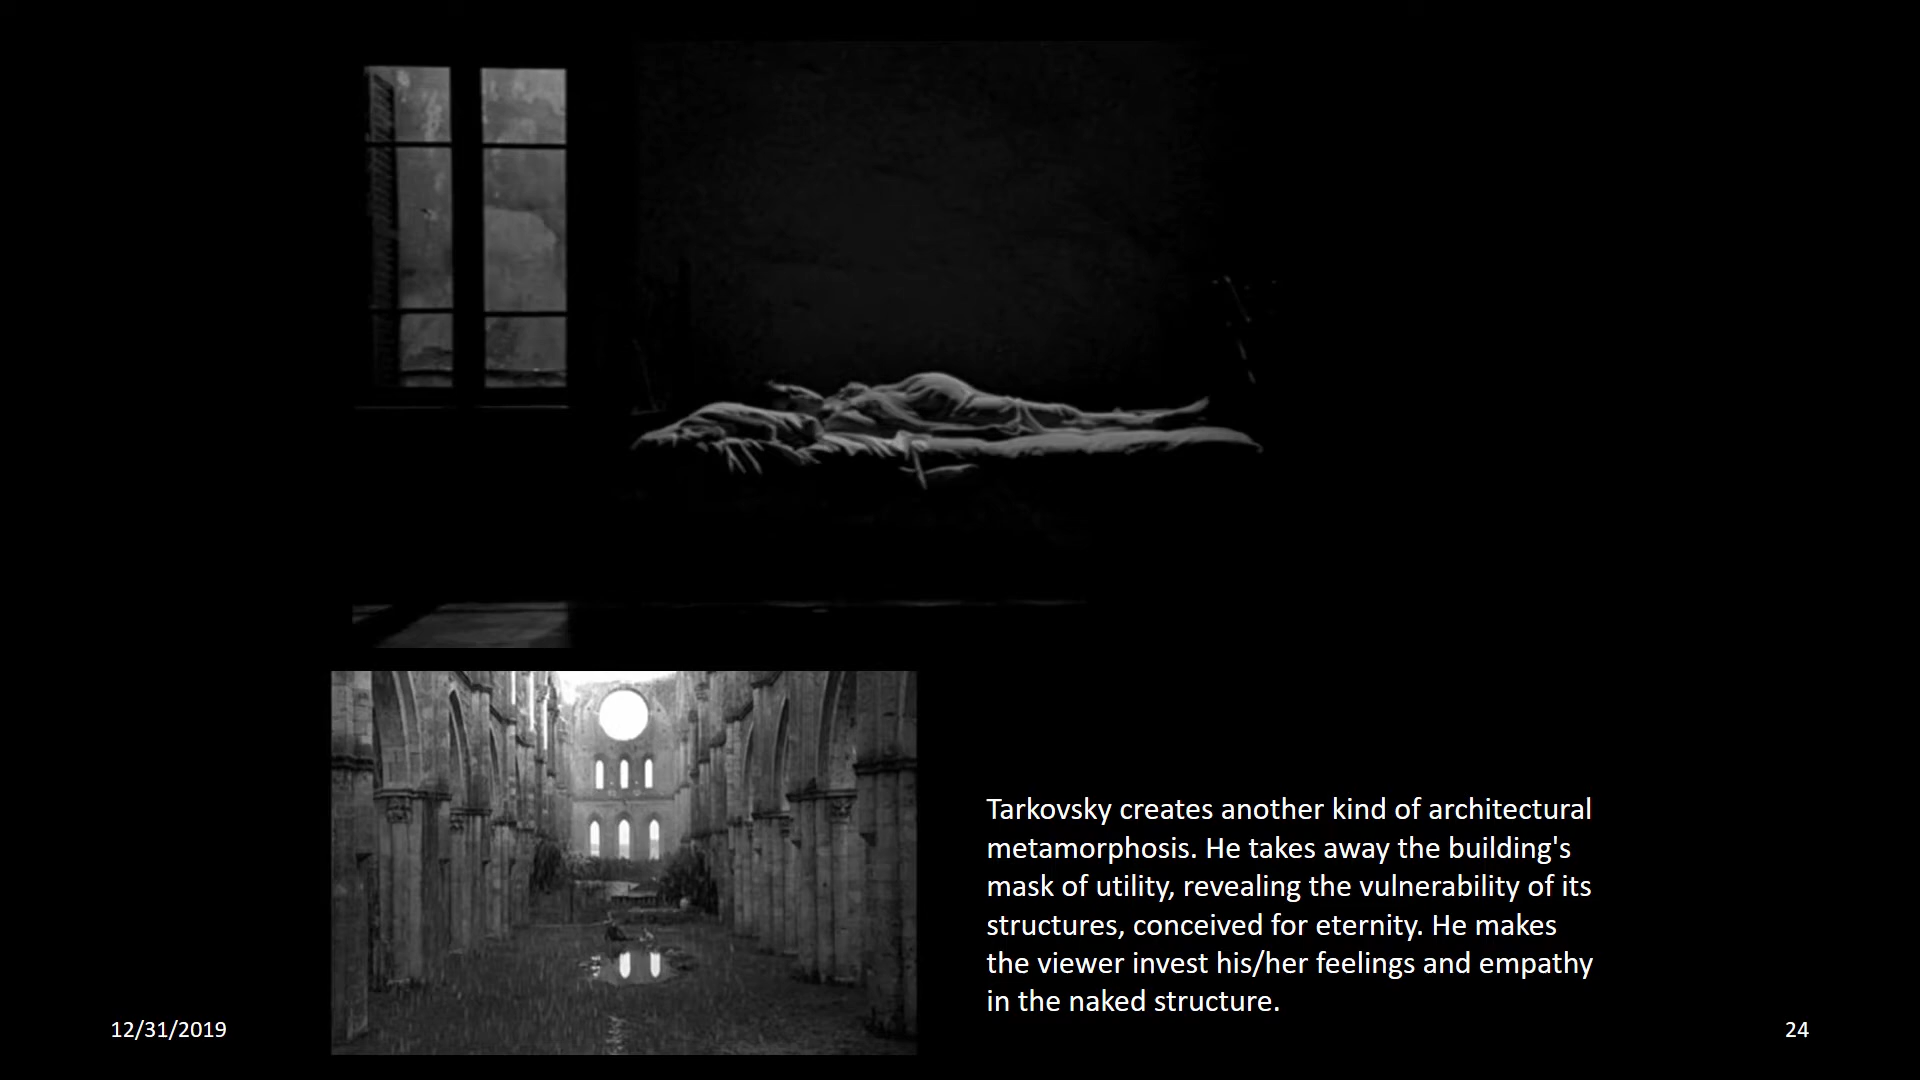 Tarkovsky creates another kind of architectural
metamorphosis. He takes away the building's
mask of utility, revealing the vulnerability of its
structures, conceived for eternity. He makes
the viewer invest his/her feelings and empathy
in the naked structure.
12/31/2019
24